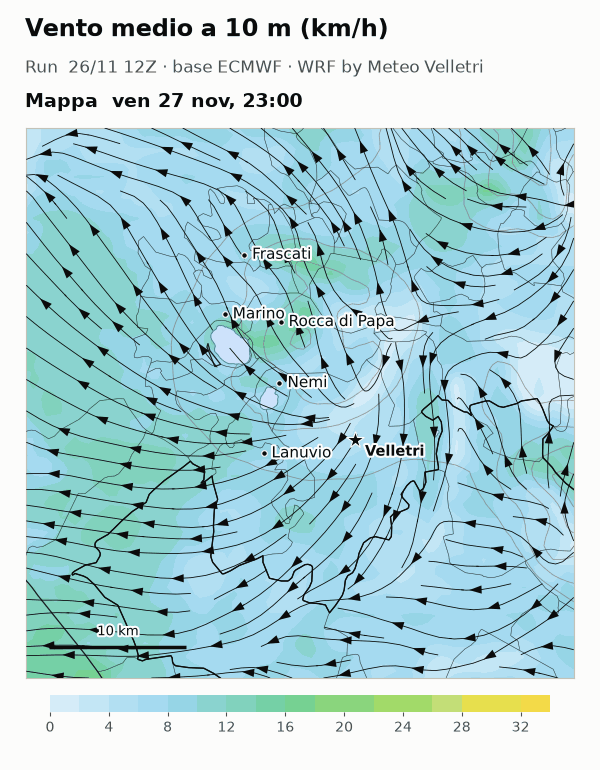 Vento medio a 10 m (km/h)
Run  26/11 12Z · base ECMWF · WRF by Meteo Velletri
Mappa  ven 27 nov, 23:00
Frascati
Marino
Rocca di Papa
Nemi
Velletri
Lanuvio
10 km
0 4 8 12 16 20 24 28 32